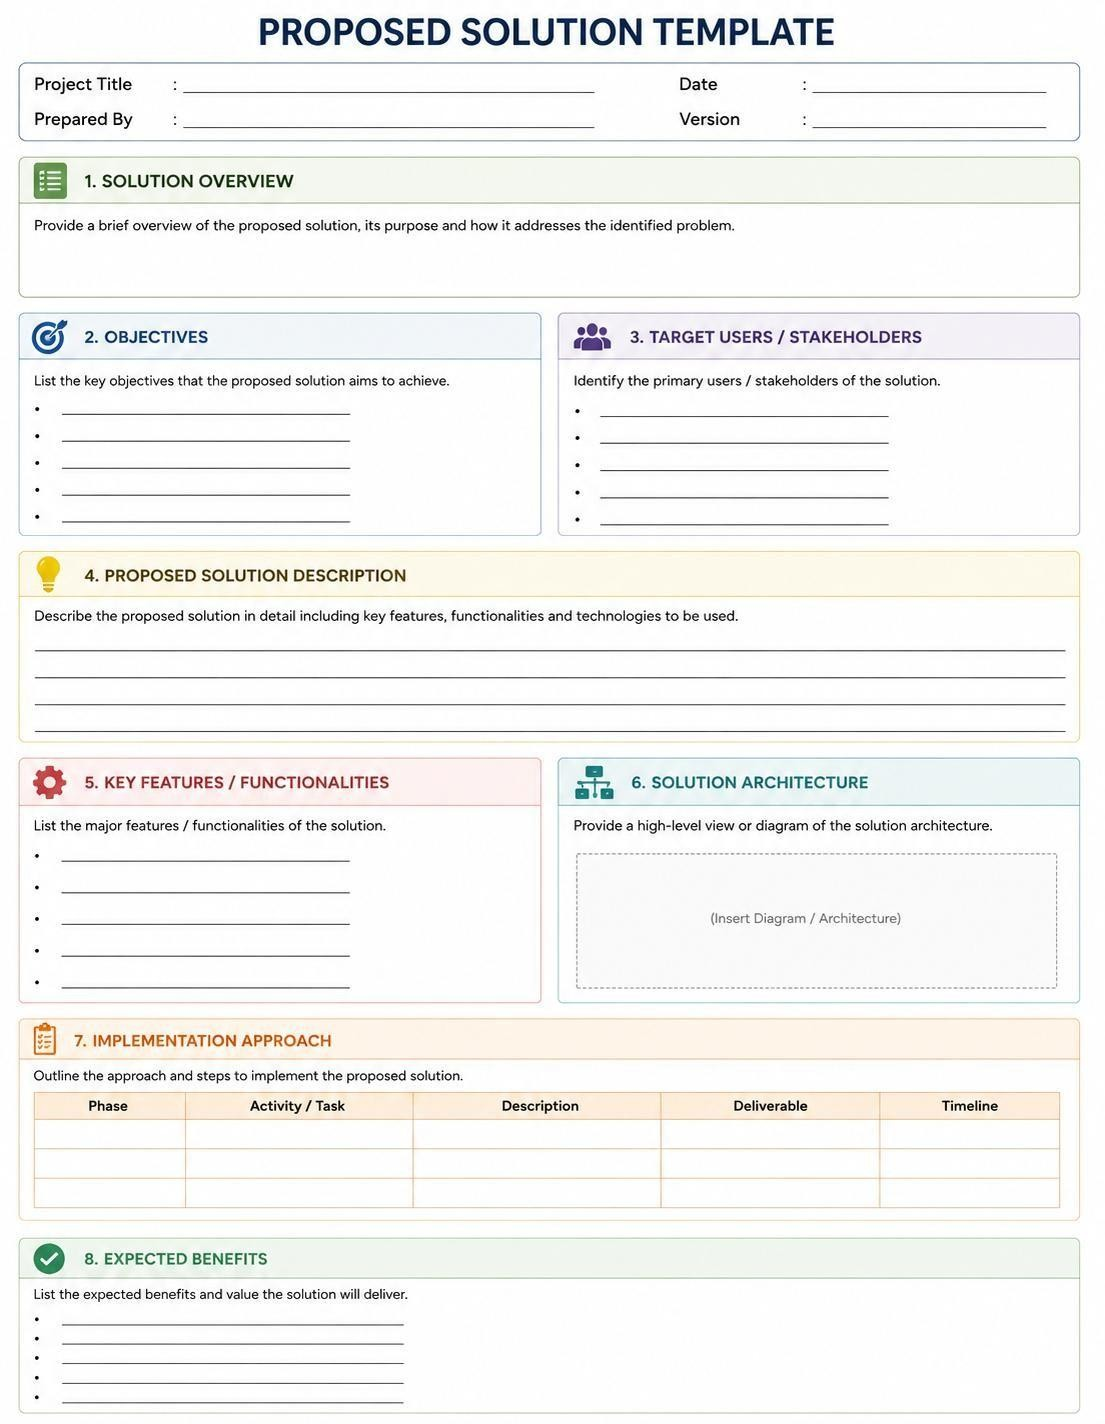 PROPOSED SOLUTION TEMPLATE
Project Title : Date :
Prepared By : Version :
1. SOLUTION OVERVIEW
Provide a brief overview of the proposed solution, its purpose and how it addresses the identified problem.
2. OBJECTIVES
List the key objectives that the proposed solution aims to achieve.
•
•
•
•
•
3. TARGET USERS / STAKEHOLDERS
Identify the primary users / stakeholders of the solution.
•
•
•
•
•
4. PROPOSED SOLUTION DESCRIPTION
Describe the proposed solution in detail including key features, functionalities and technologies to be used.
5. KEY FEATURES / FUNCTIONALITIES
List the major features / functionalities of the solution.
•
•
•
•
•
6. SOLUTION ARCHITECTURE
Provide a high-level view or diagram of the solution architecture.
(Insert Diagram / Architecture)
7. IMPLEMENTATION APPROACH
Outline the approach and steps to implement the proposed solution.
Phase Activity / Task Description Deliverable Timeline
8. EXPECTED BENEFITS
List the expected benefits and value the solution will deliver.
•
•
•
•
•